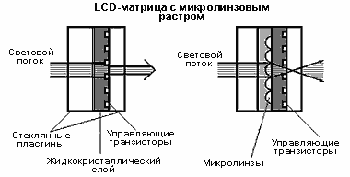 LCD-матрица с микролинзовым
растром
Световой
поток
Стеклянные
пластины
Управляющие
транзисторы
Жидкокристаллический
слой
Световой
поток
Микролинзы
Управляющие
транзисторы